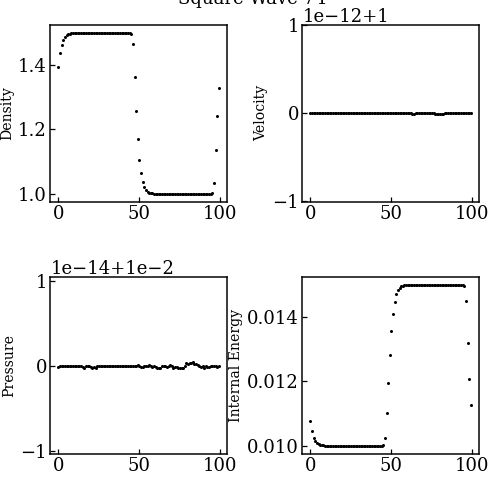 Square Wave 71
1e−12+1
1.4
1.2
1.0
Density
0 50 100
1
0
−1
Velocity
0 50 100
1e−14+1e−2
1
0
−1
Pressure
0 50 100
0.014
0.012
0.010
Internal Energy
0 50 100